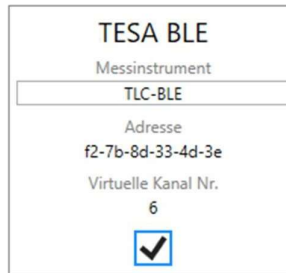 TESA BLE
Messinstrument
TLC-BLE
Adresse
f2-7b-8d-33-4d-3e
Virtuelle Kanal Nr.
6